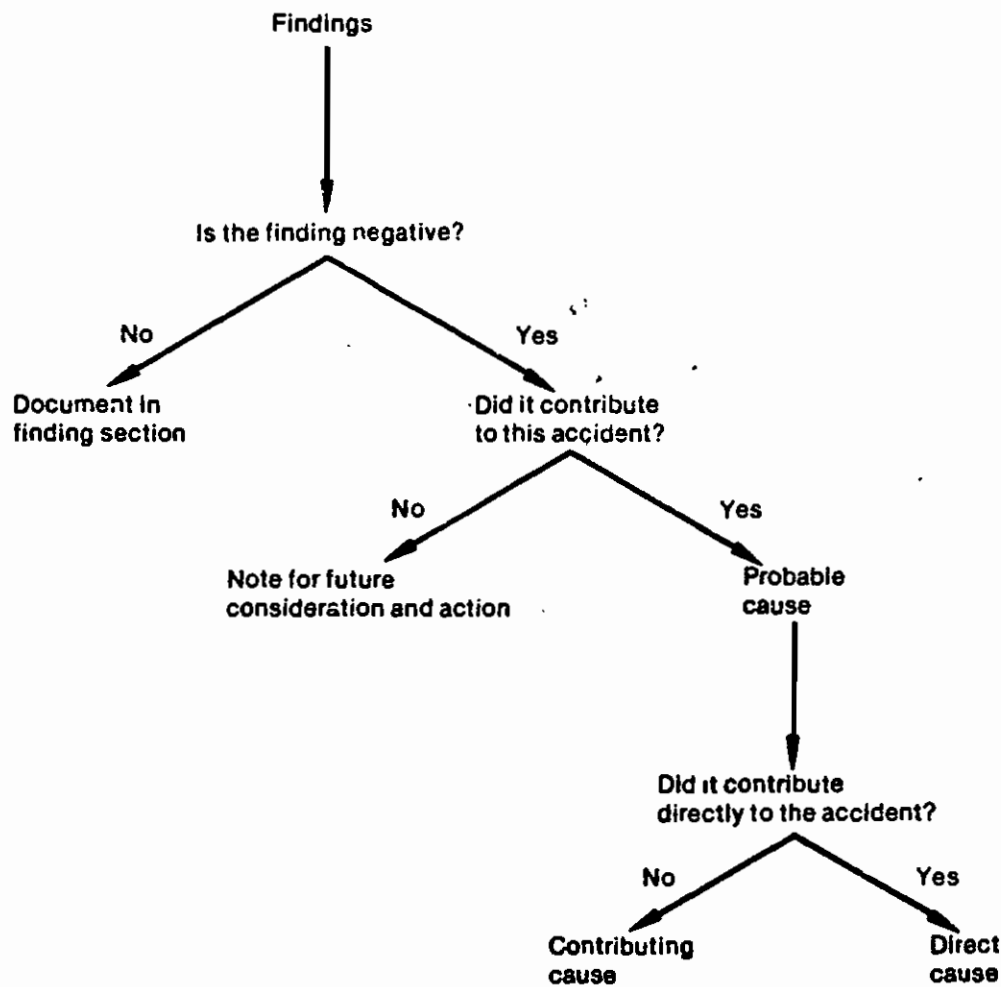 Findings
Is the finding negative?
No
Yes
Document in
finding section
Did it contribute
to this accident?
No
Yes
Note for future
consideration and action
Probable
cause
Did it contribute
directly to the accident?
No
Yes
Contributing
cause
Direct
cause